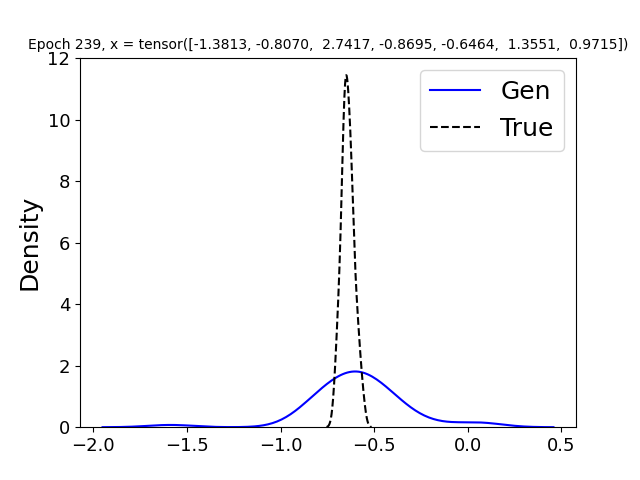 Epoch 239, x = tensor([-1.3813, -0.8070,  2.7417, -0.8695, -0.6464,  1.3551,  0.9715])
12
10
8
6
4
2
0
Density
Gen
True
−2.0 −1.5 −1.0 −0.5 0.0 0.5